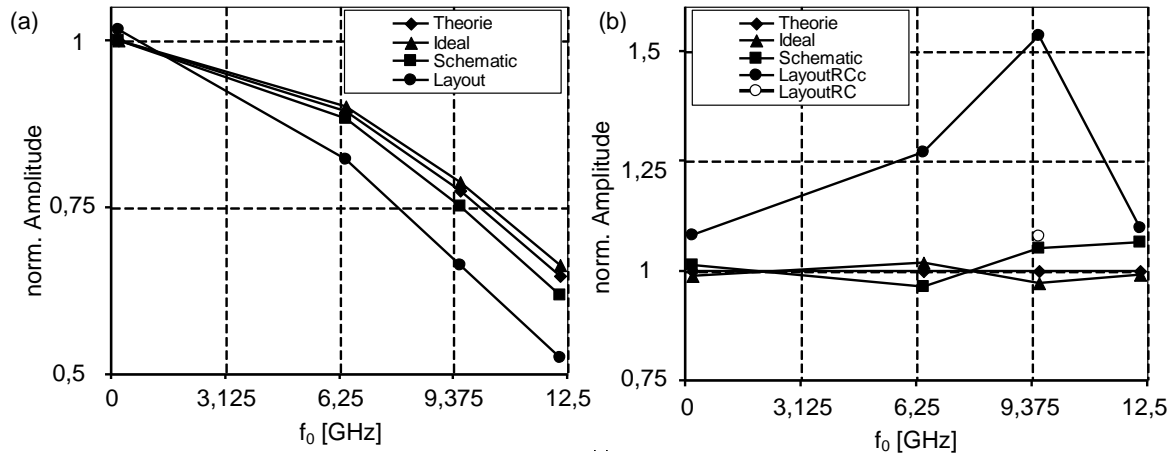 (a)
Theorie
Ideal
Schematic
Layout
1
0,75
0,5
norm. Amplitude
0
3,125
6,25
9,375
12,5
f0 [GHz]
(b)
Theorie
Ideal
Schematic
LayoutRCc
LayoutRC
1,5
1,25
1
0,75
norm. Amplitude
0
3,125
6,25
9,375
12,5
f0 [GHz]